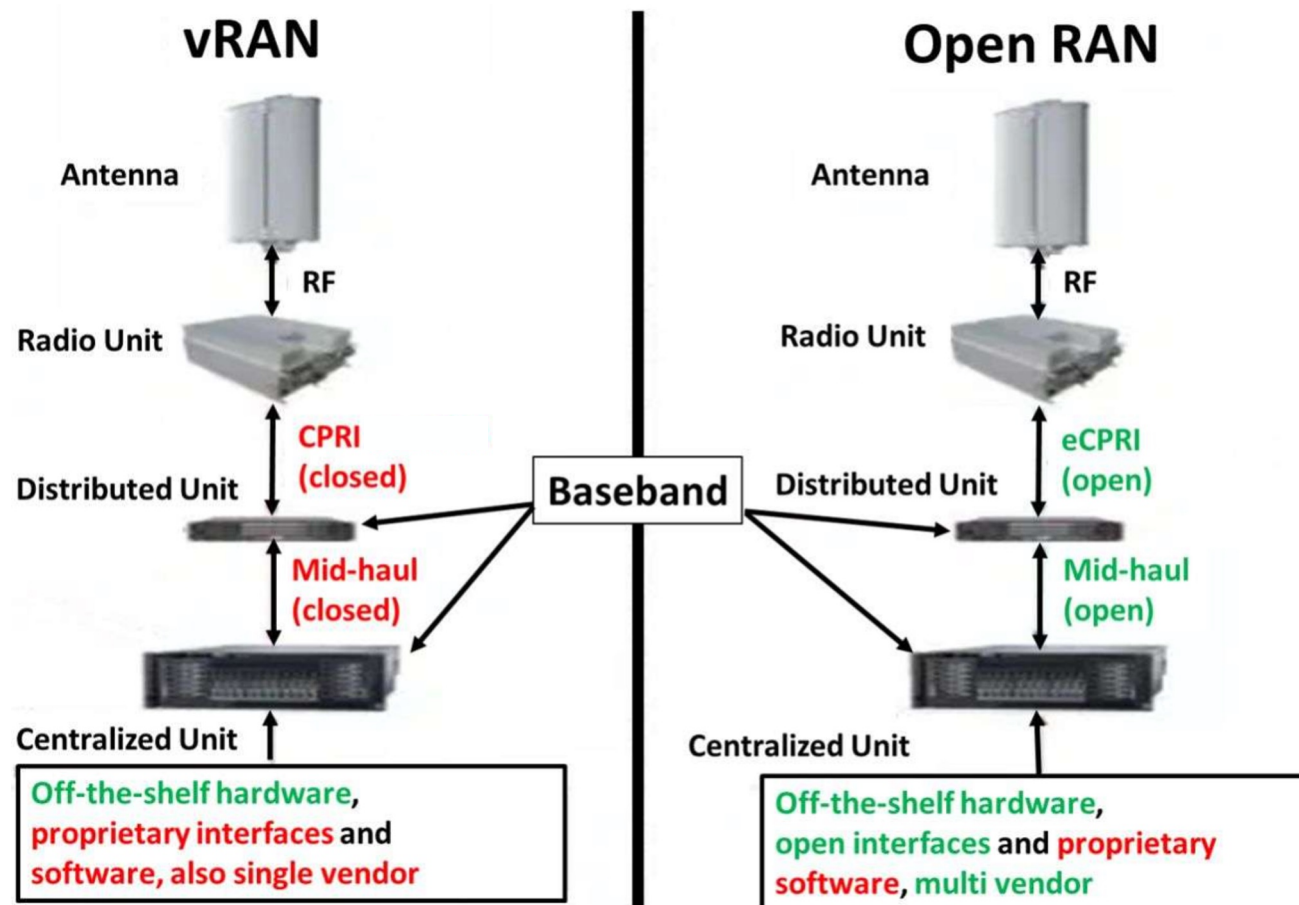 vRAN
Antenna
RF
Radio Unit
CPRI
(closed)
Distributed Unit
Mid-haul
(closed)
Centralized Unit
Off-the-shelf hardware,
proprietary interfaces and
software, also single vendor
Baseband
Open RAN
Antenna
RF
Radio Unit
eCPRI
(open)
Distributed Unit
Mid-haul
(open)
Centralized Unit
Off-the-shelf hardware,
open interfaces and proprietary
software, multi vendor